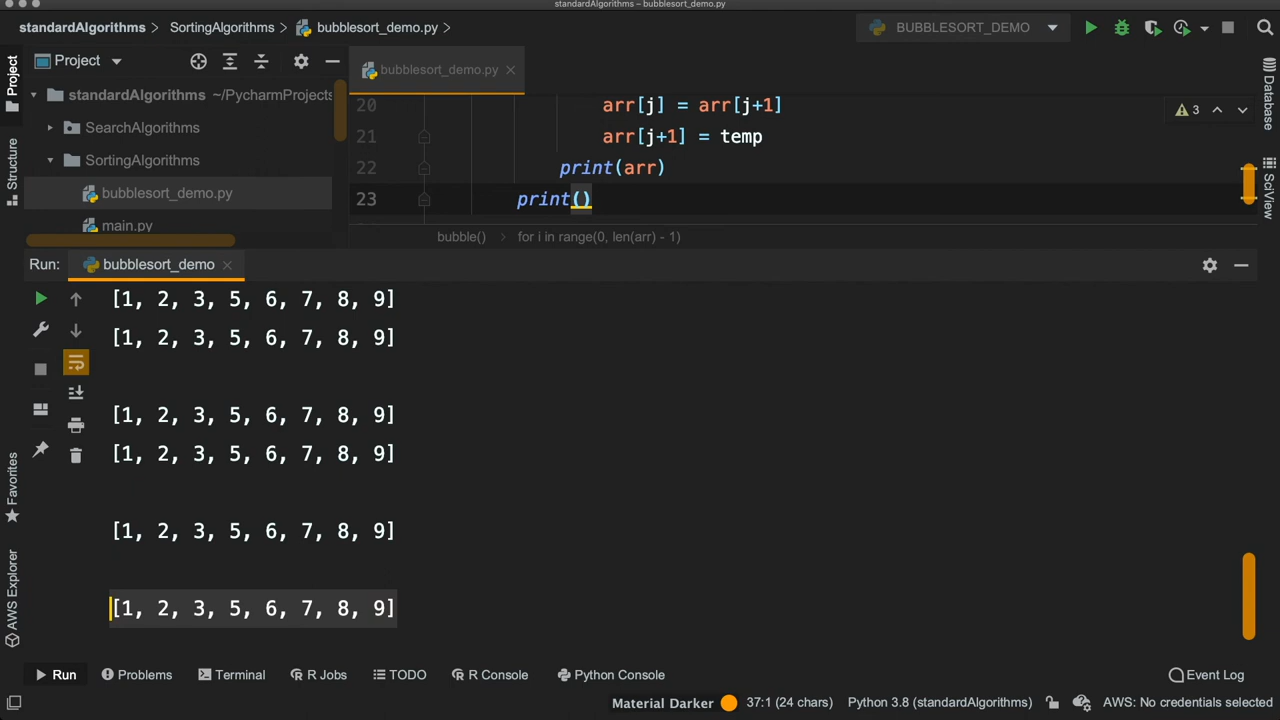 standardAlgorithms – bubblesort_demo.py
standardAlgorithms > SortingAlgorithms > bubblesort_demo.py > BUBBLESORT_DEMO
Project bubblesort_demo.py
Project
standardAlgorithms ~/PycharmProjects
SearchAlgorithms
SortingAlgorithms
bubblesort_demo.py
main.py
20 arr[j] = arr[j+1]
21 arr[j+1] = temp
22 print(arr)
23 print()
3
bubble() > for i in range(0, len(arr) - 1)
Structure
Database
SciView
Run: bubblesort_demo
[1, 2, 3, 5, 6, 7, 8, 9]
[1, 2, 3, 5, 6, 7, 8, 9]
[1, 2, 3, 5, 6, 7, 8, 9]
[1, 2, 3, 5, 6, 7, 8, 9]
[1, 2, 3, 5, 6, 7, 8, 9]
[1, 2, 3, 5, 6, 7, 8, 9]
Favorites
AWS Explorer
Run Problems Terminal R Jobs TODO R Console Python Console Event Log
Material Darker 37:1 (24 chars) Python 3.8 (standardAlgorithms) AWS: No credentials selected